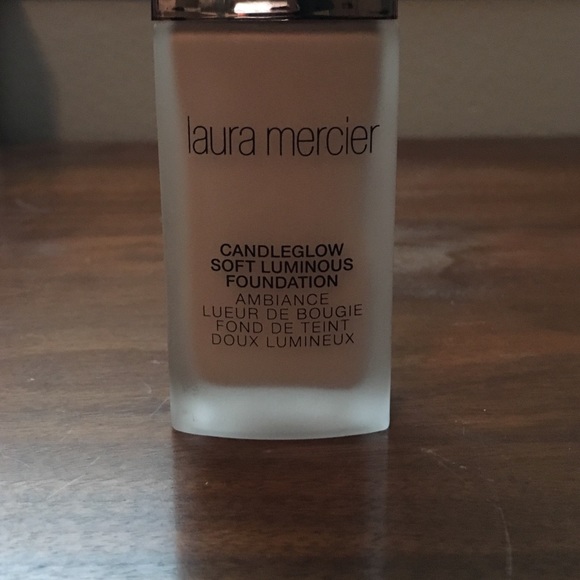 laura mercier
CANDLEGLOW
SOFT LUMINOUS
FOUNDATION
AMBIANCE
LUEUR DE BOUGIE
FOND DE TEINT
DOUX LUMINEUX